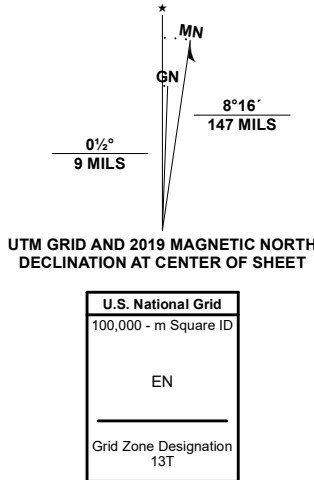 ★
MN
GN
8°16´
147 MILS
0½°
9 MILS
UTM GRID AND 2019 MAGNETIC NORTH
DECLINATION AT CENTER OF SHEET
U.S. National Grid
100,000 - m Square ID
EN
Grid Zone Designation
13T